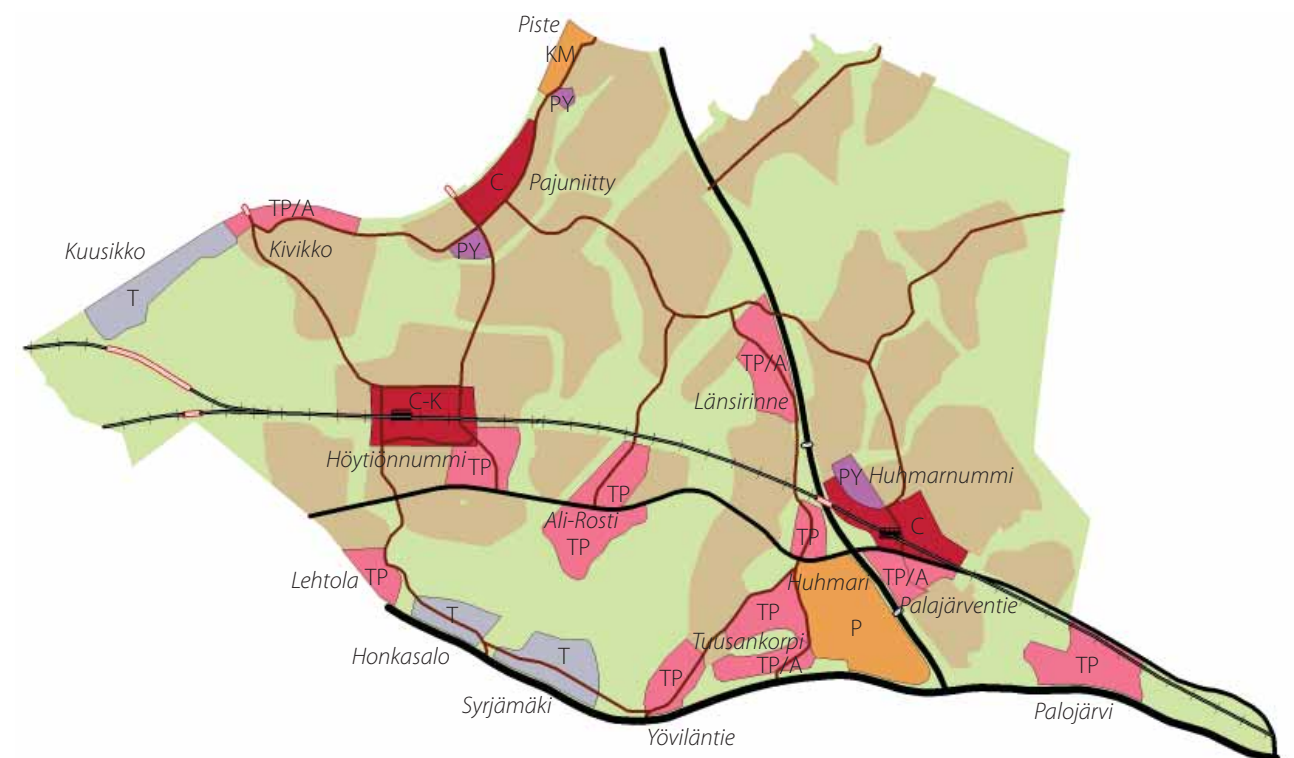 Piste
KM
PY
C
Pajuniitty
TP/A
Kuusikko
Kivikko
PY
T
TP/A
Länsirinne
C-K
Höytiönnummi
TP
TP
Ali-Rosti
TP
PY
Huhmarnummi
C
TP
Lehtola
TP
Huhmari
TP/A
Palajärventie
T
TP
P
Honkasalo
T
Tuusankorpi
TP/A
TP
TP
Syrjämäki
Palojärvi
Yöviläntie